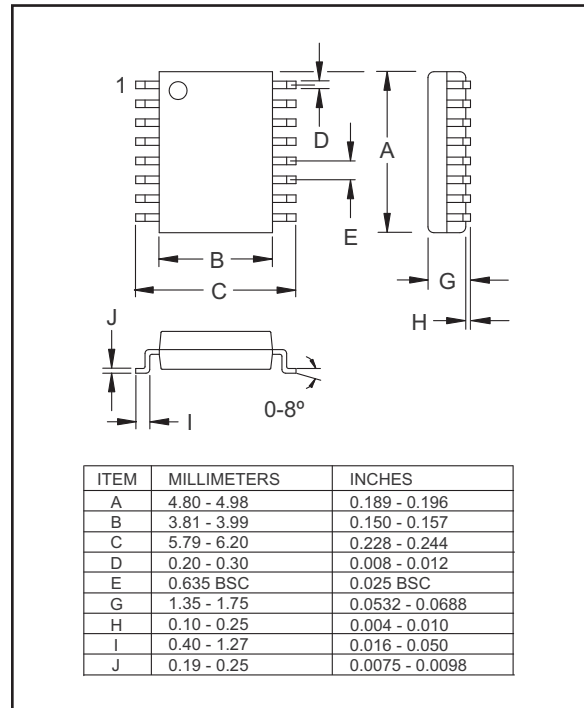 1
D
A
E
B
G
C
H
J
0-8º
I
ITEM MILLIMETERS INCHES
A 4.80 - 4.98 0.189 - 0.196
B 3.81 - 3.99 0.150 - 0.157
C 5.79 - 6.20 0.228 - 0.244
D 0.20 - 0.30 0.008 - 0.012
E 0.635 BSC 0.025 BSC
G 1.35 - 1.75 0.0532 - 0.0688
H 0.10 - 0.25 0.004 - 0.010
I 0.40 - 1.27 0.016 - 0.050
J 0.19 - 0.25 0.0075 - 0.0098